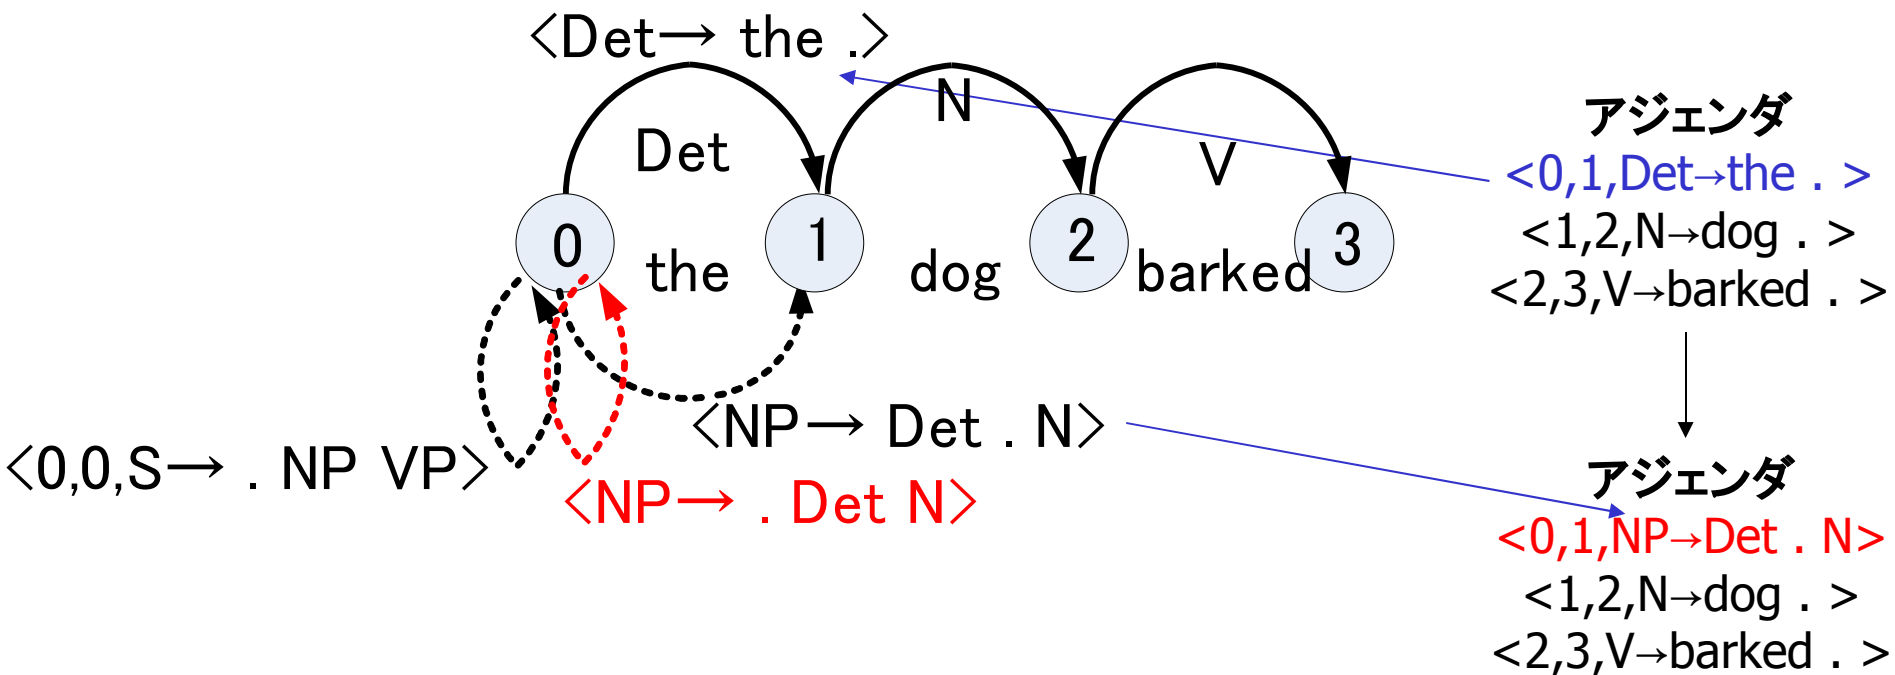 <Det→ the .>
Det
N
V
0
1
2
3
the
dog
barked
<0,0,S→ . NP VP>
<NP→ Det . N>
<NP→ . Det N>
アジェンダ
<0,1,Det→the . >
<1,2,N→dog . >
<2,3,V→barked . >
アジェンダ
<0,1,NP→Det . N>
<1,2,N→dog . >
<2,3,V→barked . >